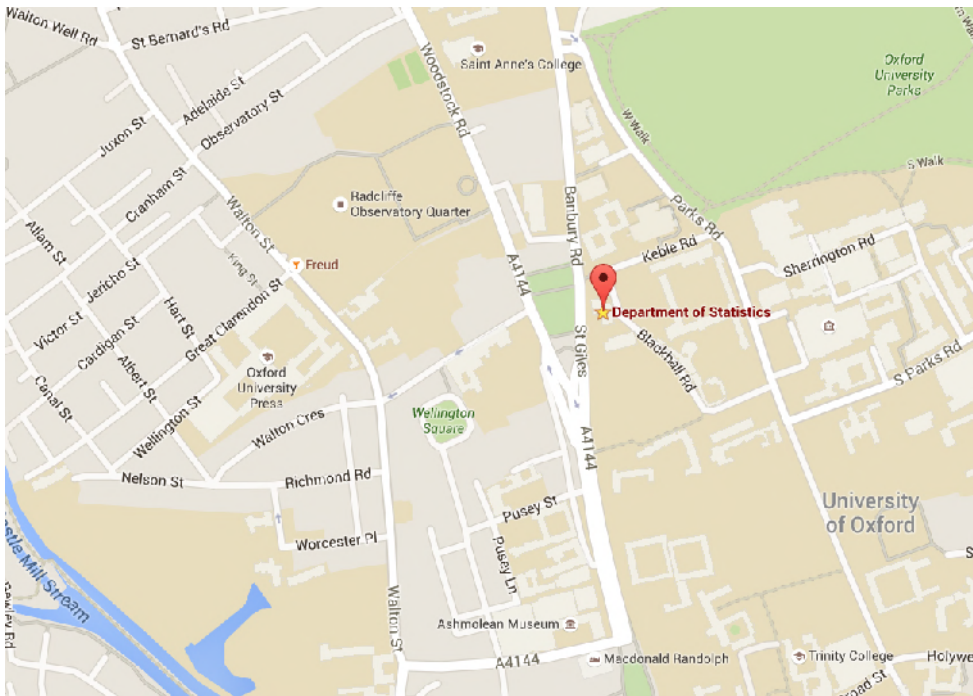 Walton Well Rd
St Bernard's Rd
Woodstock Rd
Saint Anne's College
Oxford
University
Parks
Adelaide St
Observatory St
Juxon St
W Walk
S Walk
Cranham St
Radcliffe
Observatory Quarter
Banbury Rd
Parks Rd
Walton St
Allam St
Keble Rd
Sherrington Rd
King St
Freud
A4144
Jericho St
Hart St
Great Clarendon St
Department of Statistics
Victor St
Cardigan St
Albert St
St Giles
Blackhall Rd
Oxford
University
Press
S Parks Rd
Canal St
Wellington St
Walton Cres
Wellington
Square
A4144
Nelson St
Richmond Rd
Pusey St
University
of Oxford
Worcester Pl
Pusey Ln
Castle Mill Stream
Walton St
Ashmolean Museum
A4144
Macdonald Randolph
Trinity College